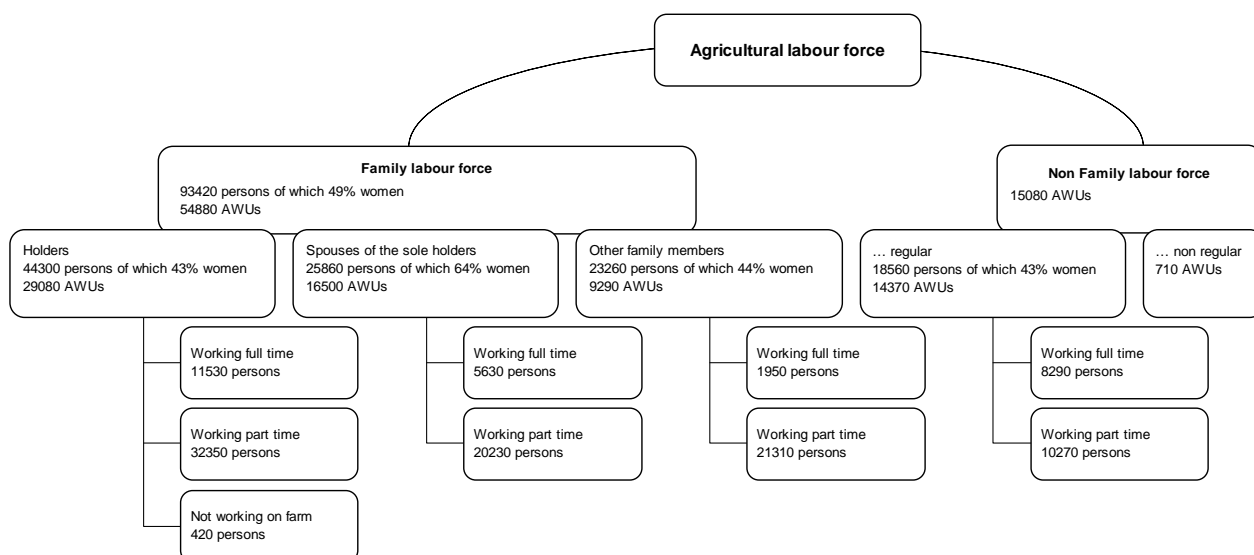 Agricultural labour force
Family labour force
93420 persons of which 49% women
54880 AWUs
Non Family labour force
15080 AWUs
Holders
44300 persons of which 43% women
29080 AWUs
Spouses of the sole holders
25860 persons of which 64% women
16500 AWUs
Other family members
23260 persons of which 44% women
9290 AWUs
... regular
18560 persons of which 43% women
14370 AWUs
... non regular
710 AWUs
Working full time
11530 persons
Working part time
32350 persons
Not working on farm
420 persons
Working full time
5630 persons
Working part time
20230 persons
Working full time
1950 persons
Working part time
21310 persons
Working full time
8290 persons
Working part time
10270 persons